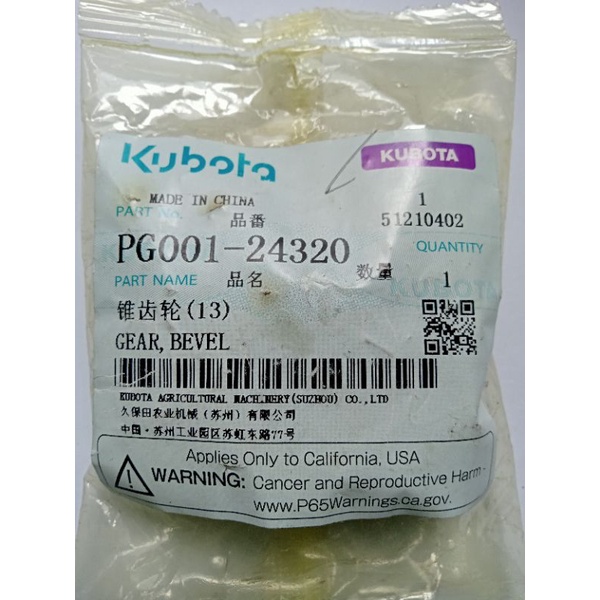 Kubota
KUBOTA
MADE IN CHINA
1
PART No.
品番
51210402
PG001-24320
QUANTITY
PART NAME
品名
数量
1
锥齿轮(13)
GEAR, BEVEL
KUBOTA AGRICULTURAL MACHINERY(SUZHOU) CO.,LTD
久保田农业机械（苏州）有限公司
中国·苏州工业园区苏虹东路77号
Applies Only to California, USA
WARNING: Cancer and Reproductive Harm -
www.P65Warnings.ca.gov.